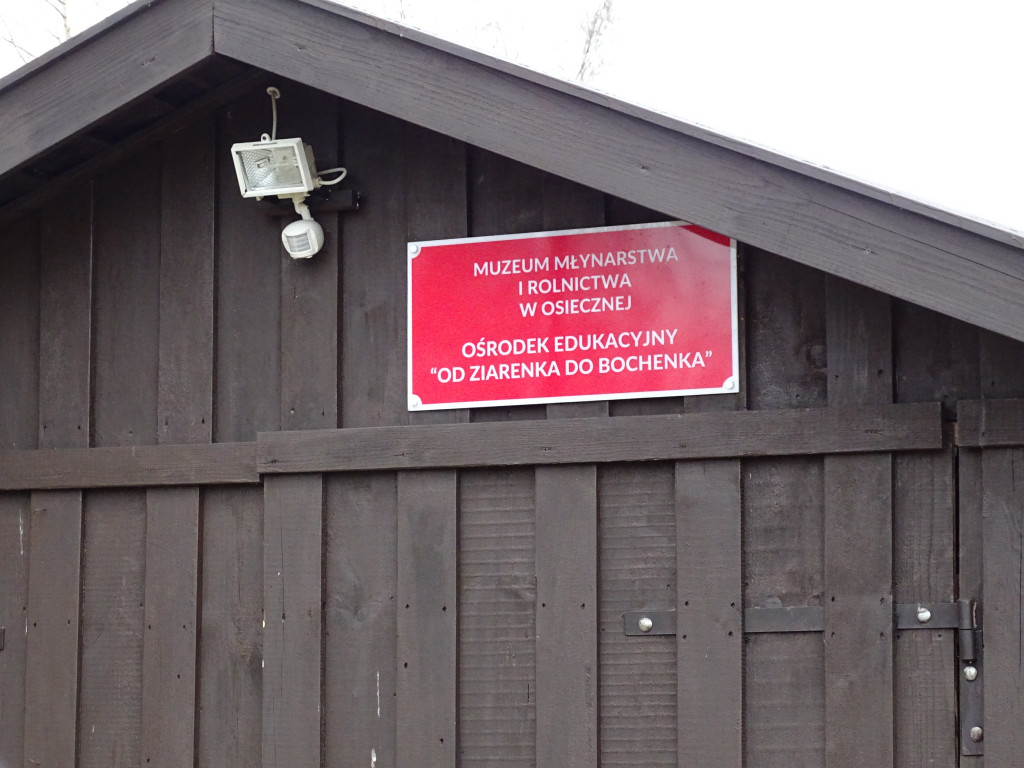 MUZEUM MŁYNARSTWA
I ROLNICTWA
W OSIECZNEJ
OŚRODEK EDUKACYJNY
“OD ZIARENKA DO BOCHENKA”